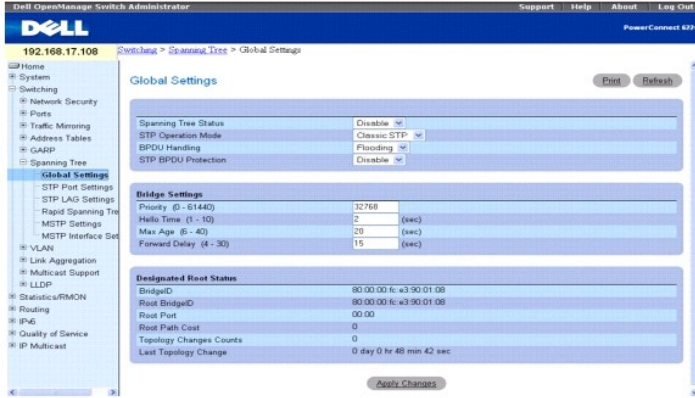 Dell OpenManage Switch Administrator
Support Help About Log Out
DELL
192.168.17.108
Switching > Spanning Tree > Global Settings
Home
System
Switching
Network Security
Ports
Traffic Mirroring
Address Tables
GARP
Spanning Tree
Global Settings
STP Port Settings
STP LAG Settings
Rapid Spanning Tre
MSTP Settings
MSTP Interface Set
VLAN
Link Aggregation
Multicast Support
LLDP
Statistics/RMON
Routing
IPv6
Quality of Service
IP Multicast
Global Settings
Print Refresh
Spanning Tree Status Disable
STP Operation Mode Classic STP
BPDU Handling Flooding
STP BPDU Protection Disable
Bridge Settings
Priority (0 - 61440) 32768
Hello Time (1 - 10) 2 (sec)
Max Age (6 - 40) 20 (sec)
Forward Delay (4 - 30) 15 (sec)
Designated Root Status
BridgeID 80:00:00:fc:e3:90:01:08
Root BridgeID 80:00:00:fc:e3:90:01:08
Root Port 00:00
Root Path Cost 0
Topology Changes Counts 0
Last Topology Change 0 day 0 hr 48 min 42 sec
Apply Changes